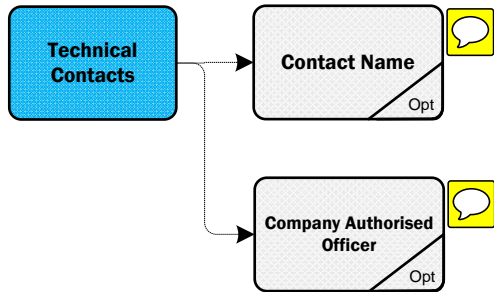 Technical
Contacts
Contact Name
Opt
Company Authorised
Officer
Opt